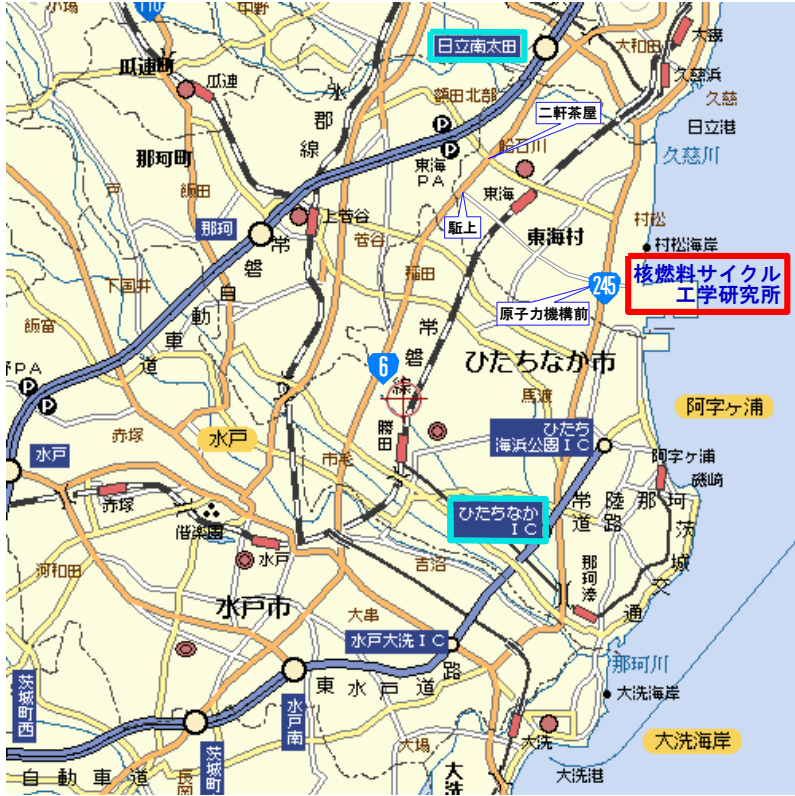 小場
110
中野
日立南太田
大和田
大甕
久慈浜
久慈
日立港
久慈川
瓜連町
瓜連
水
郡
線
額田北部
二軒茶屋
舩石川
那珂町
東海
PA
戸
飯田
東海
村松
上菅谷
那珂
菅谷
駈上
東海村
村松海岸
常
磐
自
動
車
道
下国井
稲田
245
核燃料サイクル
工学研究所
原子力機構前
飯富
常
磐
線
6
野PA
ひたちなか市
馬渡
阿字ヶ浦
赤塚
水戸
勝田
ひたち
海浜公園IC
水戸
市毛
阿字ヶ浦
磯崎
赤塚
偕楽園
ひたちなか
IC
常
陸
那
珂
道
路
茨
城
交
通
水戸
吉沼
那珂湊
河和田
水戸市
大串
水戸大洗IC
那珂川
茨城町西
東
水
戸
道
路
水戸南
大洗海岸
茨城町
大場
大洗
大洗海岸
自
動
車
道
長岡
大洗
大洗港